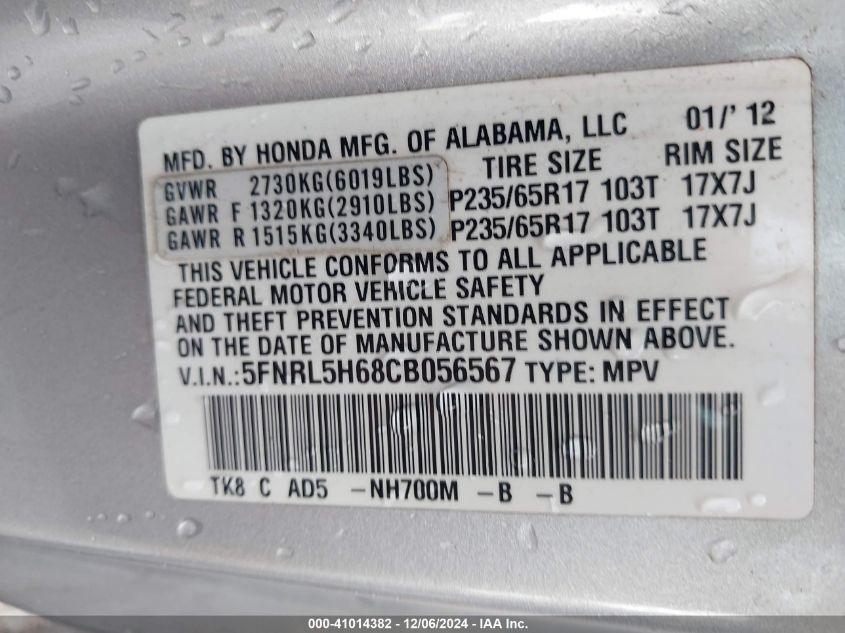 MFD. BY HONDA MFG. OF ALABAMA, LLC 01/' 12
TIRE SIZE RIM SIZE
GVWR 2730KG(6019LBS)
GAWR F 1320KG(2910LBS) P235/65R17 103T 17X7J
GAWR R 1515KG(3340LBS) P235/65R17 103T 17X7J
THIS VEHICLE CONFORMS TO ALL APPLICABLE
FEDERAL MOTOR VEHICLE SAFETY
AND THEFT PREVENTION STANDARDS IN EFFECT
ON THE DATE OF MANUFACTURE SHOWN ABOVE.
V.I.N.:5FNRL5H68CB056567 TYPE: MPV
TK8 C AD5 -NH700M -B -B
000-41014382 - 12/06/2024 - IAA Inc.